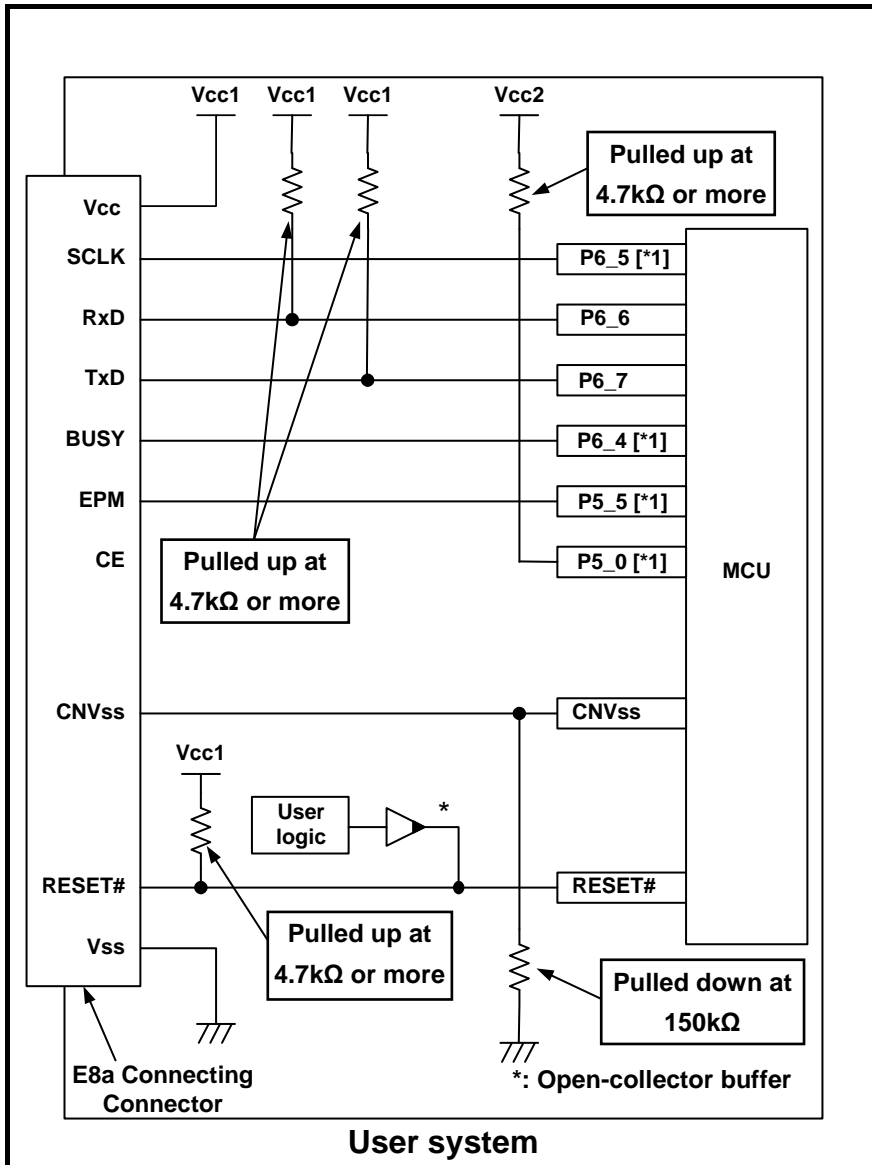 Vcc1 Vcc1 Vcc1 Vcc2
Pulled up at
4.7kΩ or more
Vcc
SCLK
P6_5 [*1]
RxD
P6_6
TxD
P6_7
BUSY
P6_4 [*1]
EPM
P5_5 [*1]
CE
Pulled up at
4.7kΩ or more
P5_0 [*1]
MCU
CNVss
CNVss
Vcc1
User
logic
*
RESET#
RESET#
Pulled up at
4.7kΩ or more
Vss
Pulled down at
150kΩ
E8a Connecting
Connector
*: Open-collector buffer
User system